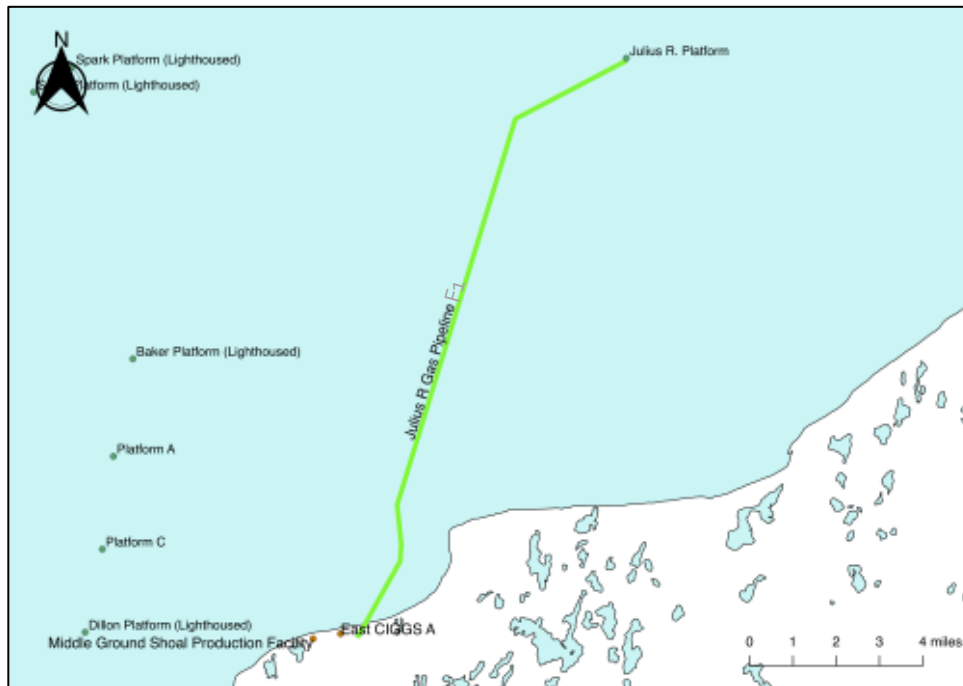 N
Spark Platform (Lighthoused)
Platform (Lighthoused)
Julius R. Platform
Julius R Gas Pipeline
Baker Platform (Lighthoused)
Platform A
Platform C
Dillon Platform (Lighthoused)
East CIGGS A
Middle Ground Shoal Production Facility
0 1 2 3 4 miles